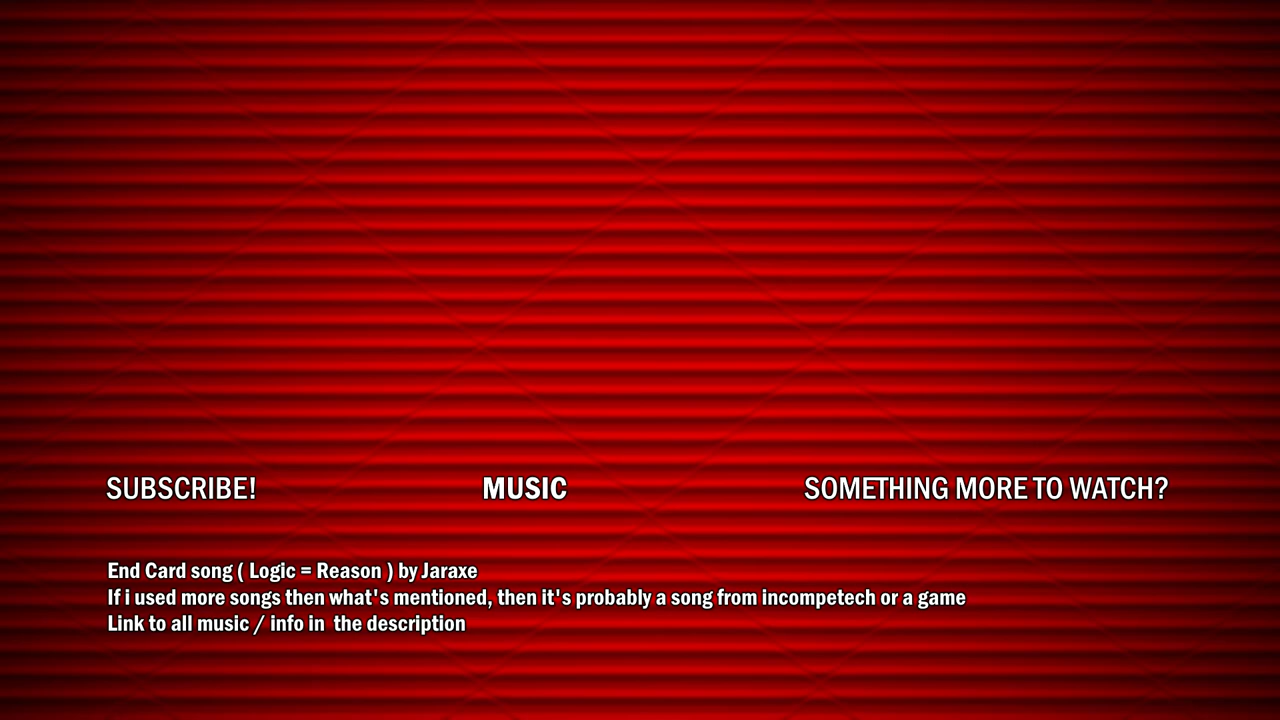 SUBSCRIBE! MUSIC SOMETHING MORE TO WATCH?
End Card song ( Logic = Reason ) by Jaraxe
If i used more songs then what's mentioned, then it's probably a song from incompetech or a game
Link to all music / info in  the description